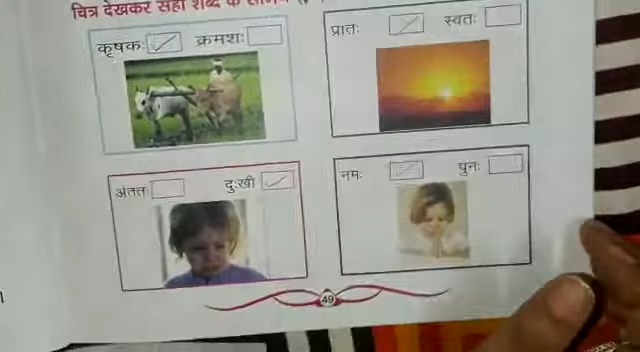 चित्र देखकर सही शब्द के सामने
कृषकः क्रमशः
प्रातः स्वतः
अंततः दुःखी
नमः पुनः
49